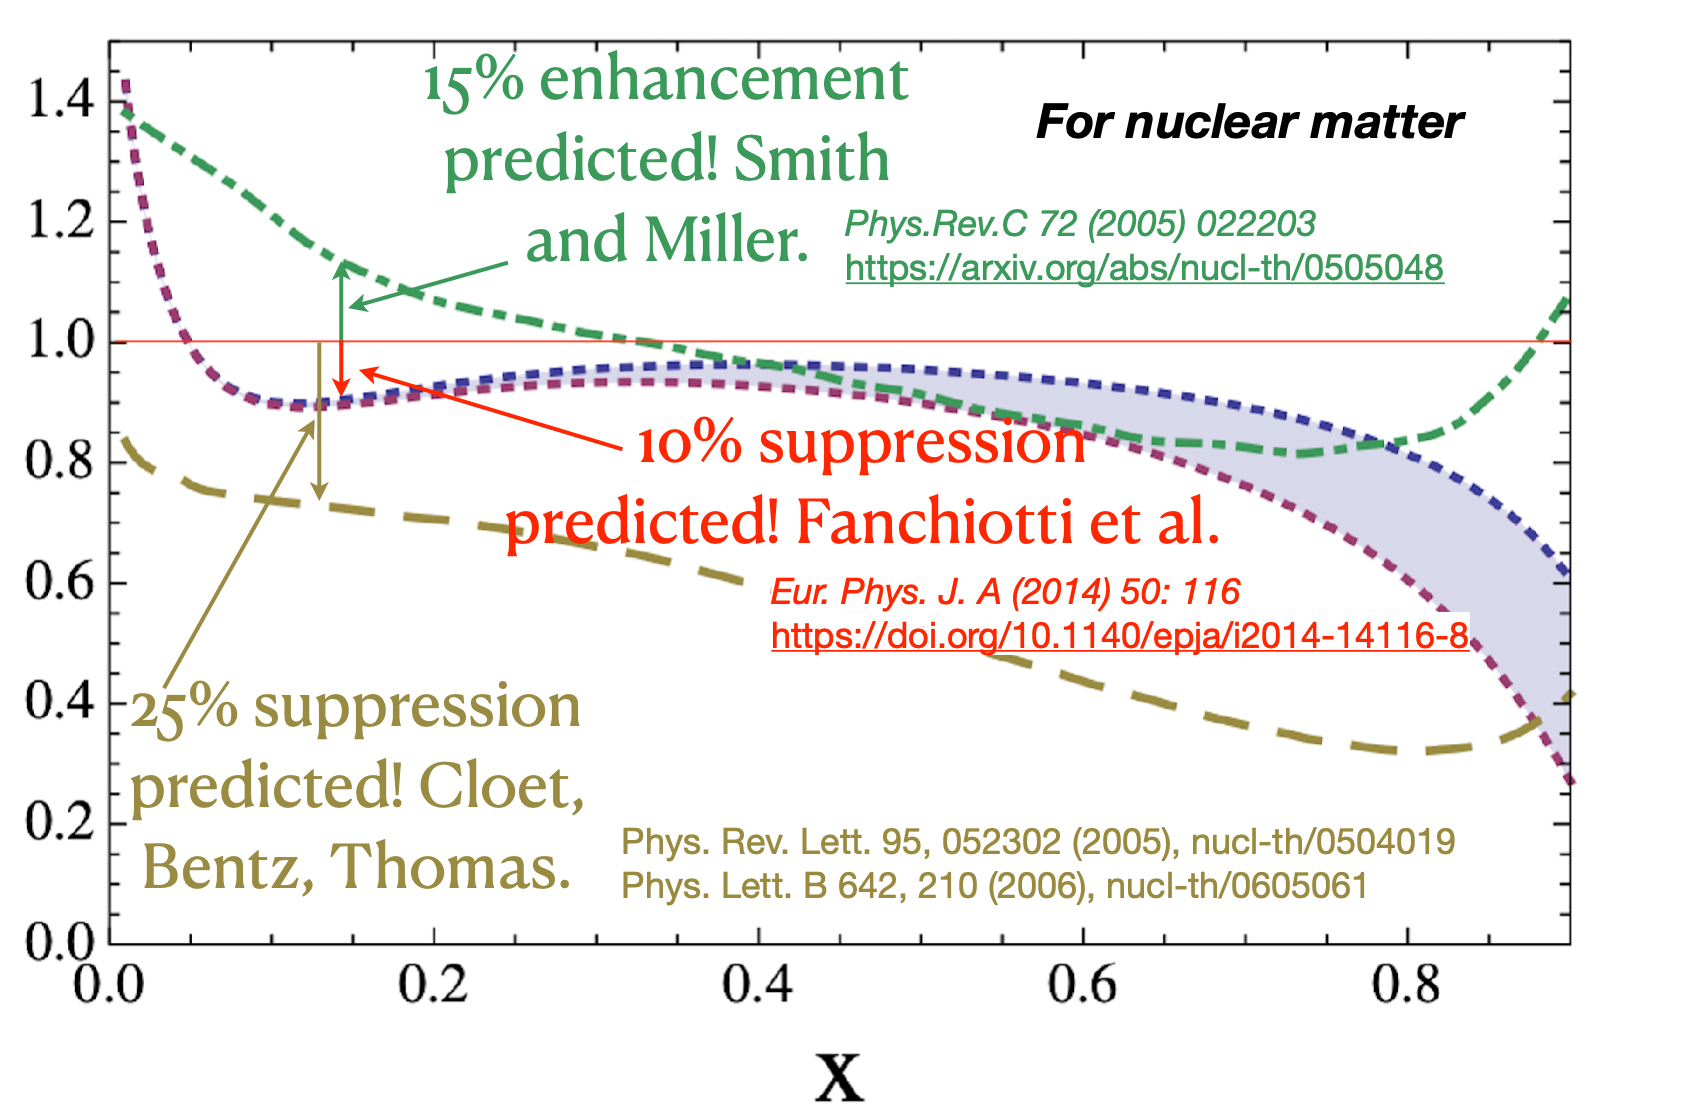 15% enhancement
predicted! Smith
and Miller.
For nuclear matter
Phys.Rev.C 72 (2005) 022203
https://arxiv.org/abs/nucl-th/0505048
1.4
1.2
1.0
0.8
0.6
0.4
0.2
0.0
10% suppression
predicted! Fanchiotti et al.
Eur. Phys. J. A (2014) 50: 116
https://doi.org/10.1140/epja/i2014-14116-8
25% suppression
predicted! Cloet,
Bentz, Thomas.
Phys. Rev. Lett. 95, 052302 (2005), nucl-th/0504019
Phys. Lett. B 642, 210 (2006), nucl-th/0605061
0.0 0.2 0.4 0.6 0.8
X